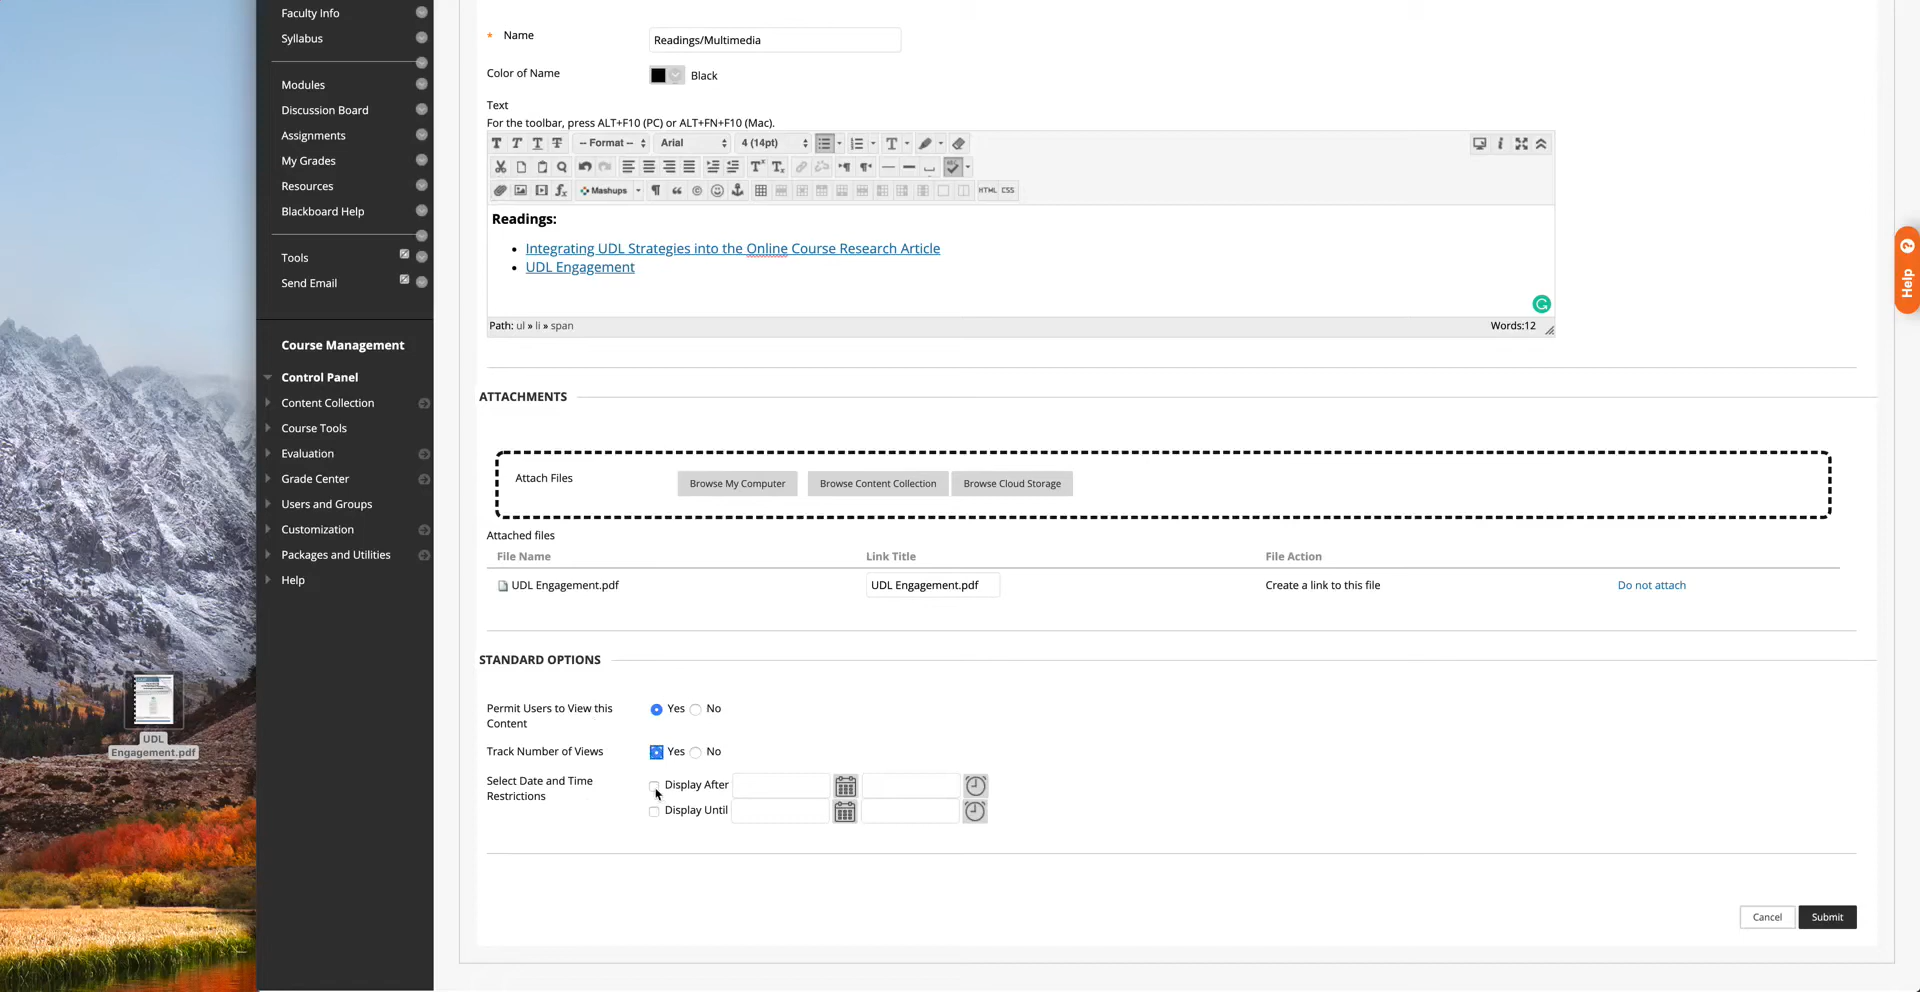 Faculty Info
Syllabus
Modules
Discussion Board
Assignments
My Grades
Resources
Blackboard Help
Tools
Send Email
Course Management
Control Panel
Content Collection
Course Tools
Evaluation
Grade Center
Users and Groups
Customization
Packages and Utilities
Help
UDL
Engagement.pdf
* Name
Readings/Multimedia
Color of Name
Black
Text
For the toolbar, press ALT+F10 (PC) or ALT+FN+F10 (Mac).
T T T T -- Format -- Arial 4 (14pt) T
Mashups HTML CSS
Readings:
Integrating UDL Strategies into the Online Course Research Article
UDL Engagement
Path: ul » li » span
Words:12
ATTACHMENTS
Attach Files
Browse My Computer
Browse Content Collection
Browse Cloud Storage
Attached files
File Name Link Title File Action
UDL Engagement.pdf UDL Engagement.pdf Create a link to this file Do not attach
STANDARD OPTIONS
Permit Users to View this
Content
Yes No
Track Number of Views
Yes No
Select Date and Time
Restrictions
Display After
Display Until
Cancel
Submit
Help ?